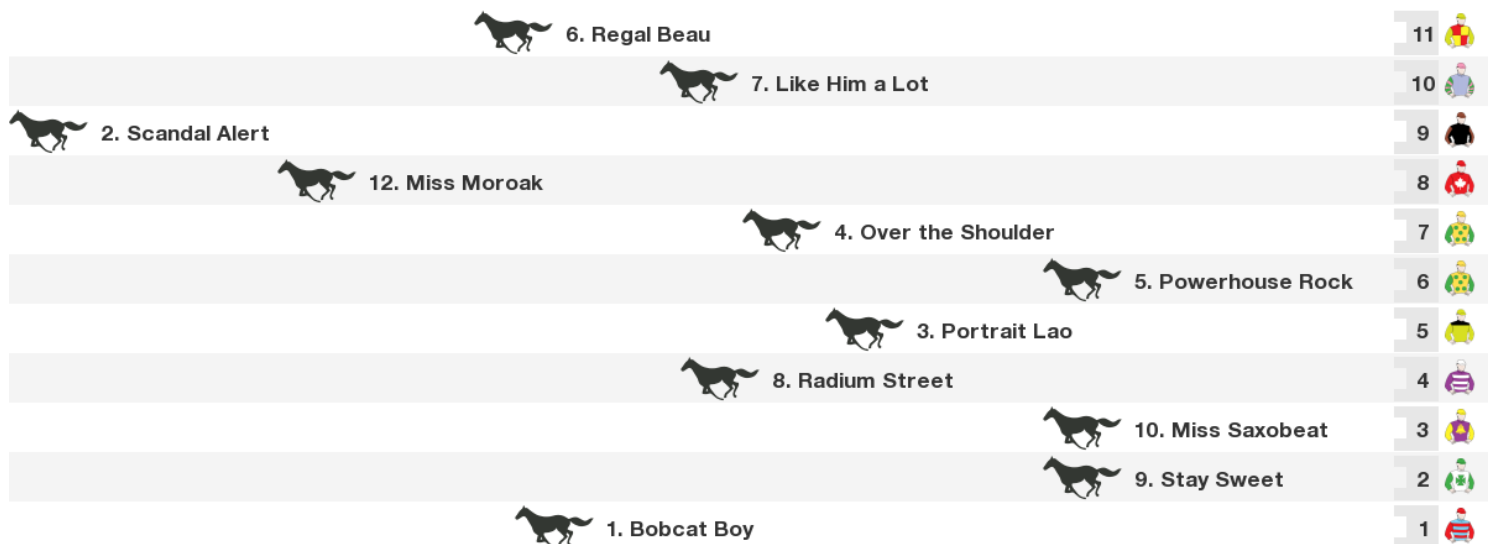 6. Regal Beau 11
7. Like Him a Lot 10
2. Scandal Alert 9
12. Miss Moroak 8
4. Over the Shoulder 7
5. Powerhouse Rock 6
3. Portrait Lao 5
8. Radium Street 4
10. Miss Saxobeat 3
9. Stay Sweet 2
1. Bobcat Boy 1